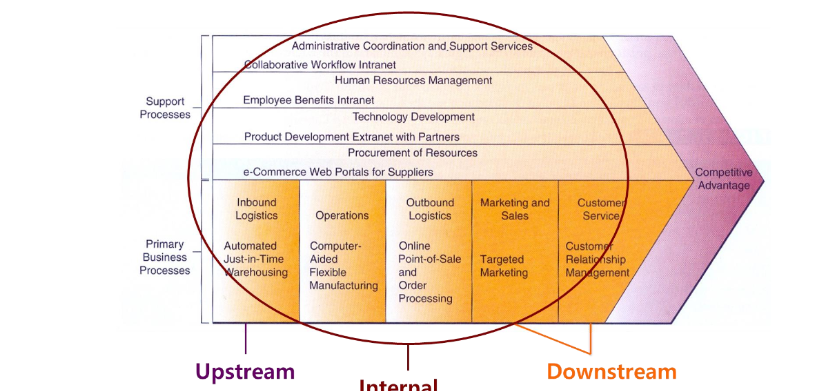 Administrative Coordination and Support Services
Collaborative Workflow Intranet
Human Resources Management
Employee Benefits Intranet
Technology Development
Product Development Extranet with Partners
Procurement of Resources
e-Commerce Web Portals for Suppliers
Support
Processes
Competitive
Advantage
Inbound
Logistics
Operations
Outbound
Logistics
Marketing and
Sales
Customer
Service
Primary
Business
Processes
Automated
Just-in-Time
Warehousing
Computer-
Aided
Flexible
Manufacturing
Online
Point-of-Sale
and
Order
Processing
Targeted
Marketing
Customer
Relationship
Management
Upstream
Internal
Downstream